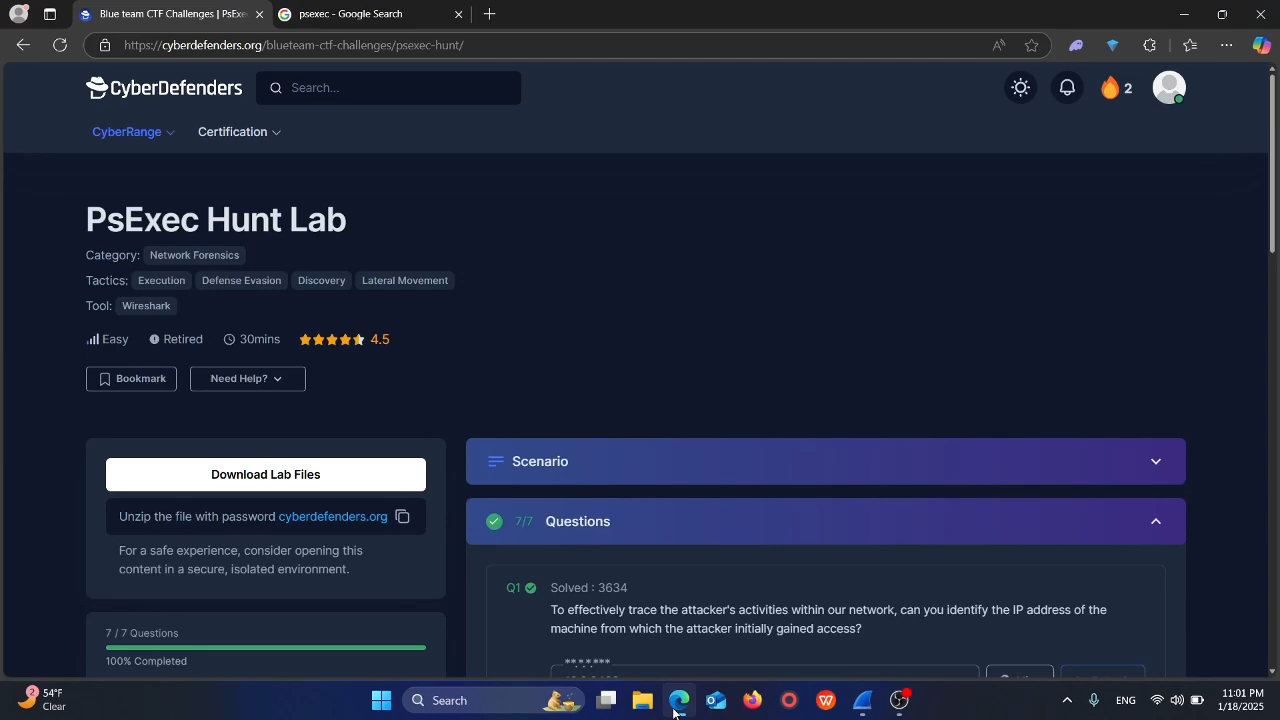 Blue team CTF Challenges | PsExe
psexec - Google Search
https://cyberdefenders.org/blueteam-ctf-challenges/psexec-hunt/
CyberDefenders
Search...
2
CyberRange
Certification
PsExec Hunt Lab
Category: Network Forensics
Tactics: Execution Defense Evasion Discovery Lateral Movement
Tool: Wireshark
Easy Retired 30mins 4.5
Bookmark Need Help?
Download Lab Files
Unzip the file with password cyberdefenders.org
For a safe experience, consider opening this
content in a secure, isolated environment.
7 / 7 Questions
100% Completed
Scenario
7/7 Questions
Q1 Solved : 3634
To effectively trace the attacker's activities within our network, can you identify the IP address of the
machine from which the attacker initially gained access?
**.*.*.***
2
54°F
Clear
Search
ENG
11:01 PM
1/18/2025